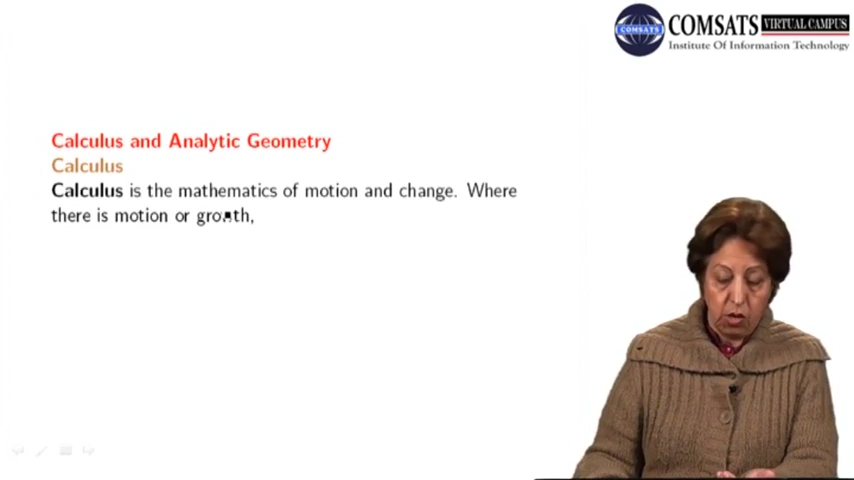 COMSATS VIRTUAL CAMPUS
COMSATS
Institute Of Information Technology
Calculus and Analytic Geometry
Calculus
Calculus is the mathematics of motion and change. Where
there is motion or growth,